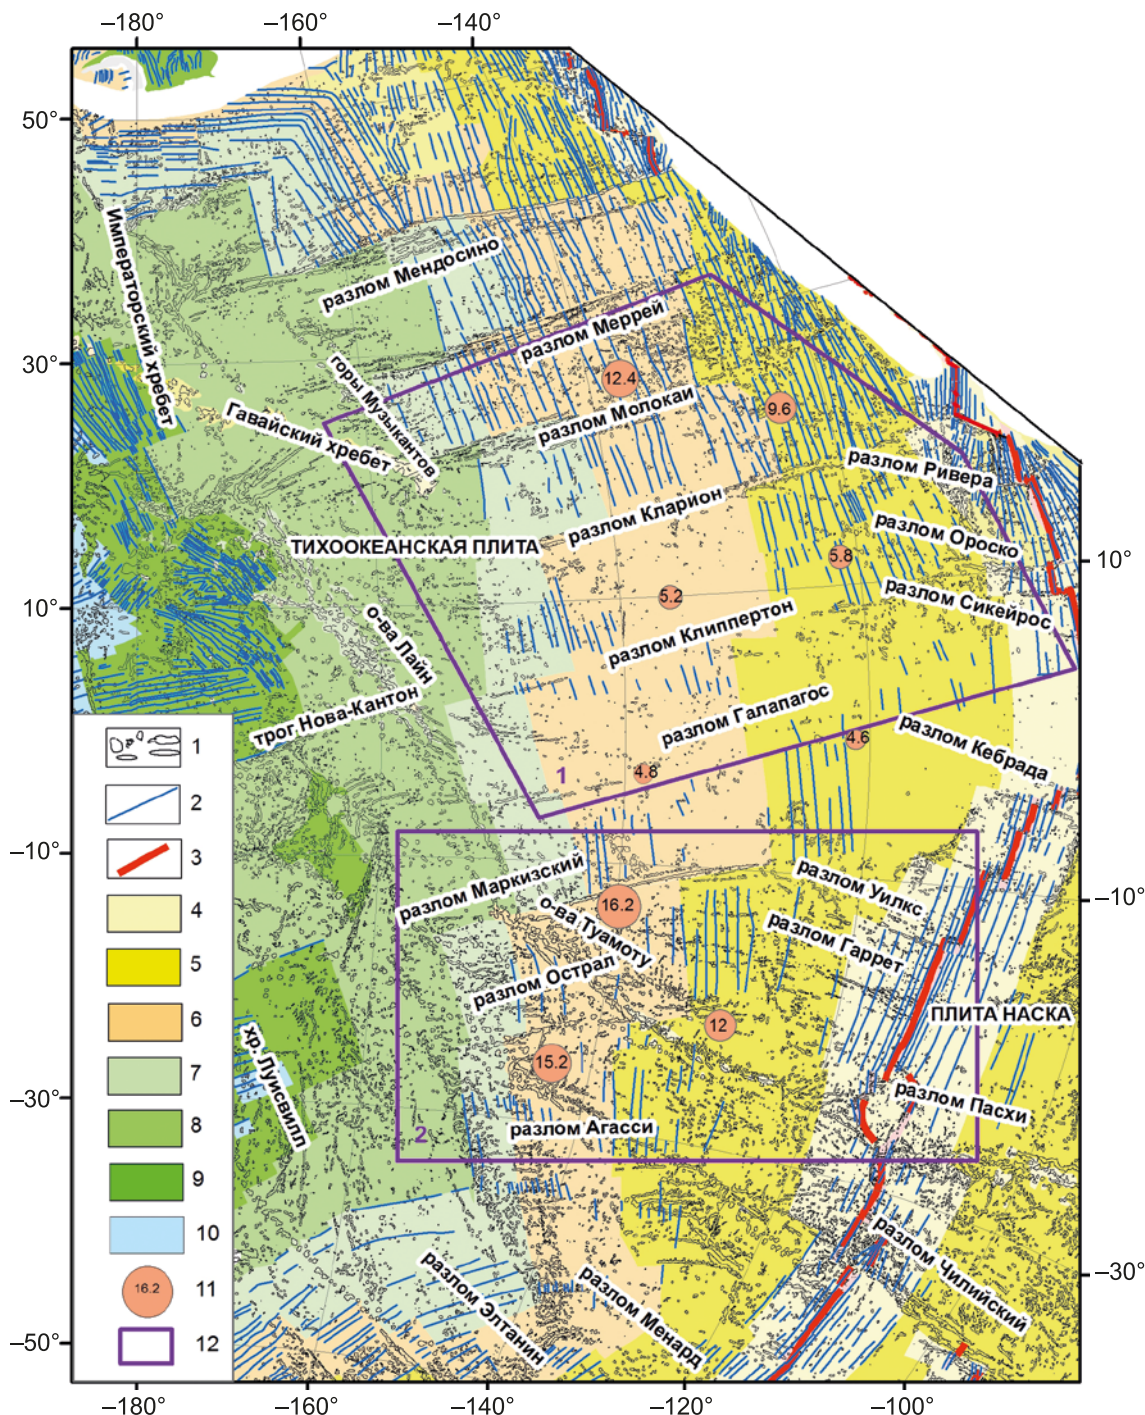 –180°
–160°
–140°
50°
30°
10°
–10°
–30°
–50°
10°
–10°
–30°
–180°
–160°
–140°
–120°
–100°
Императорский хребет
разлом Мендосино
разлом Меррей
горы Музыкантов
12.4
9.6
разлом Молокаи
Гавайский хребет
разлом Ривера
разлом Кларион
разлом Ороско
ТИХООКЕАНСКАЯ ПЛИТА
5.8
разлом Сикейрос
5.2
о-ва Лайн
разлом Клиппертон
трог Нова-Кантон
разлом Галапагос
разлом Кебрада
4.6
4.8
1
разлом Маркизский
разлом Уилкс
16.2
о-ва Туамоту
разлом Гаррет
разлом Острал
ПЛИТА НАСКА
12
15.2
хр. Луисвилл
разлом Пасхи
разлом Агасси
2
разлом Чилийский
разлом Элтанин
разлом Менард
1
2
3
4
5
6
7
8
9
10
16.2
11
12